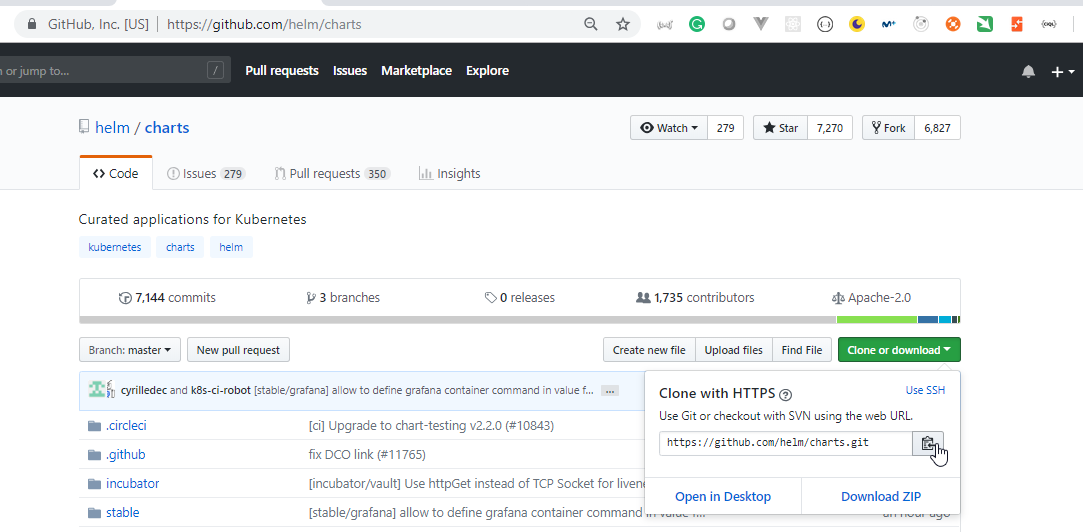 GitHub, Inc. [US] | https://github.com/helm/charts
or jump to... /
Pull requests Issues Marketplace Explore
helm / charts
Watch 279 Star 7,270 Fork 6,827
Code Issues 279 Pull requests 350 Insights
Curated applications for Kubernetes
kubernetes charts helm
7,144 commits 3 branches 0 releases 1,735 contributors Apache-2.0
Branch: master New pull request Create new file Upload files Find File Clone or download
cyrilledec and k8s-ci-robot [stable/grafana] allow to define grafana container command in value f... ...
Clone with HTTPS ? Use SSH
Use Git or checkout with SVN using the web URL.
https://github.com/helm/charts.git
Open in Desktop Download ZIP
.circleci [ci] Upgrade to chart-testing v2.2.0 (#10843)
.github fix DCO link (#11765)
incubator [incubator/vault] Use httpGet instead of TCP Socket for livene
stable [stable/grafana] allow to define grafana container command in value f... an hour ago